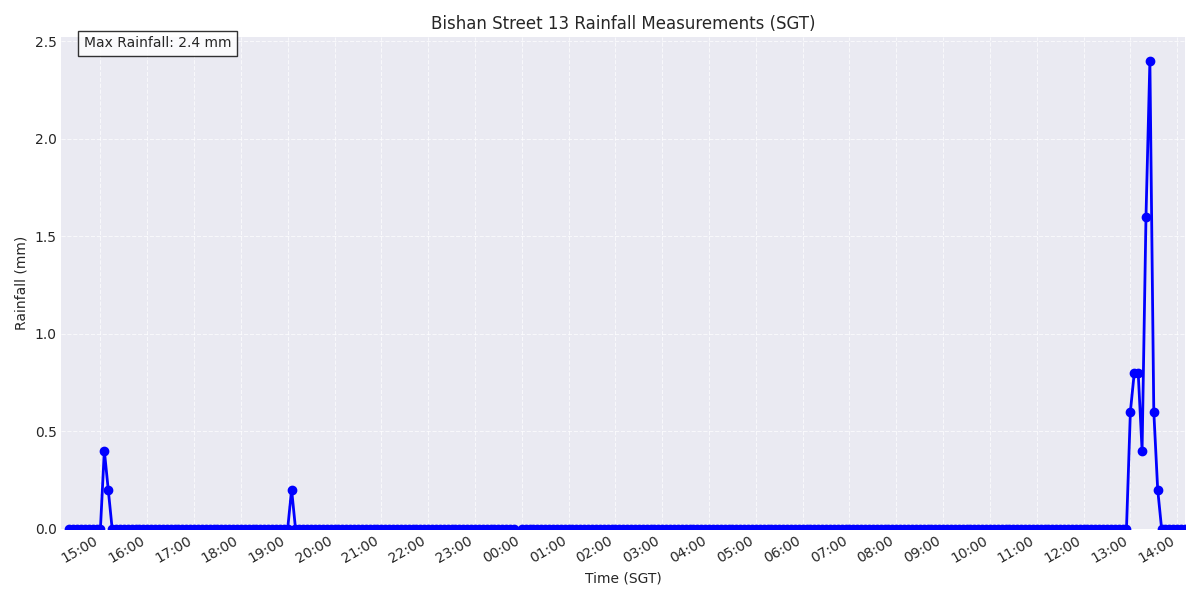 Bishan Street 13 Rainfall Measurements (SGT)
Max Rainfall: 2.4 mm
2.5
2.0
1.5
1.0
0.5
0.0
Rainfall (mm)
15:00 16:00 17:00 18:00 19:00 20:00 21:00 22:00 23:00 00:00 01:00 02:00 03:00 04:00 05:00 06:00 07:00 08:00 09:00 10:00 11:00 12:00 13:00 14:00
Time (SGT)